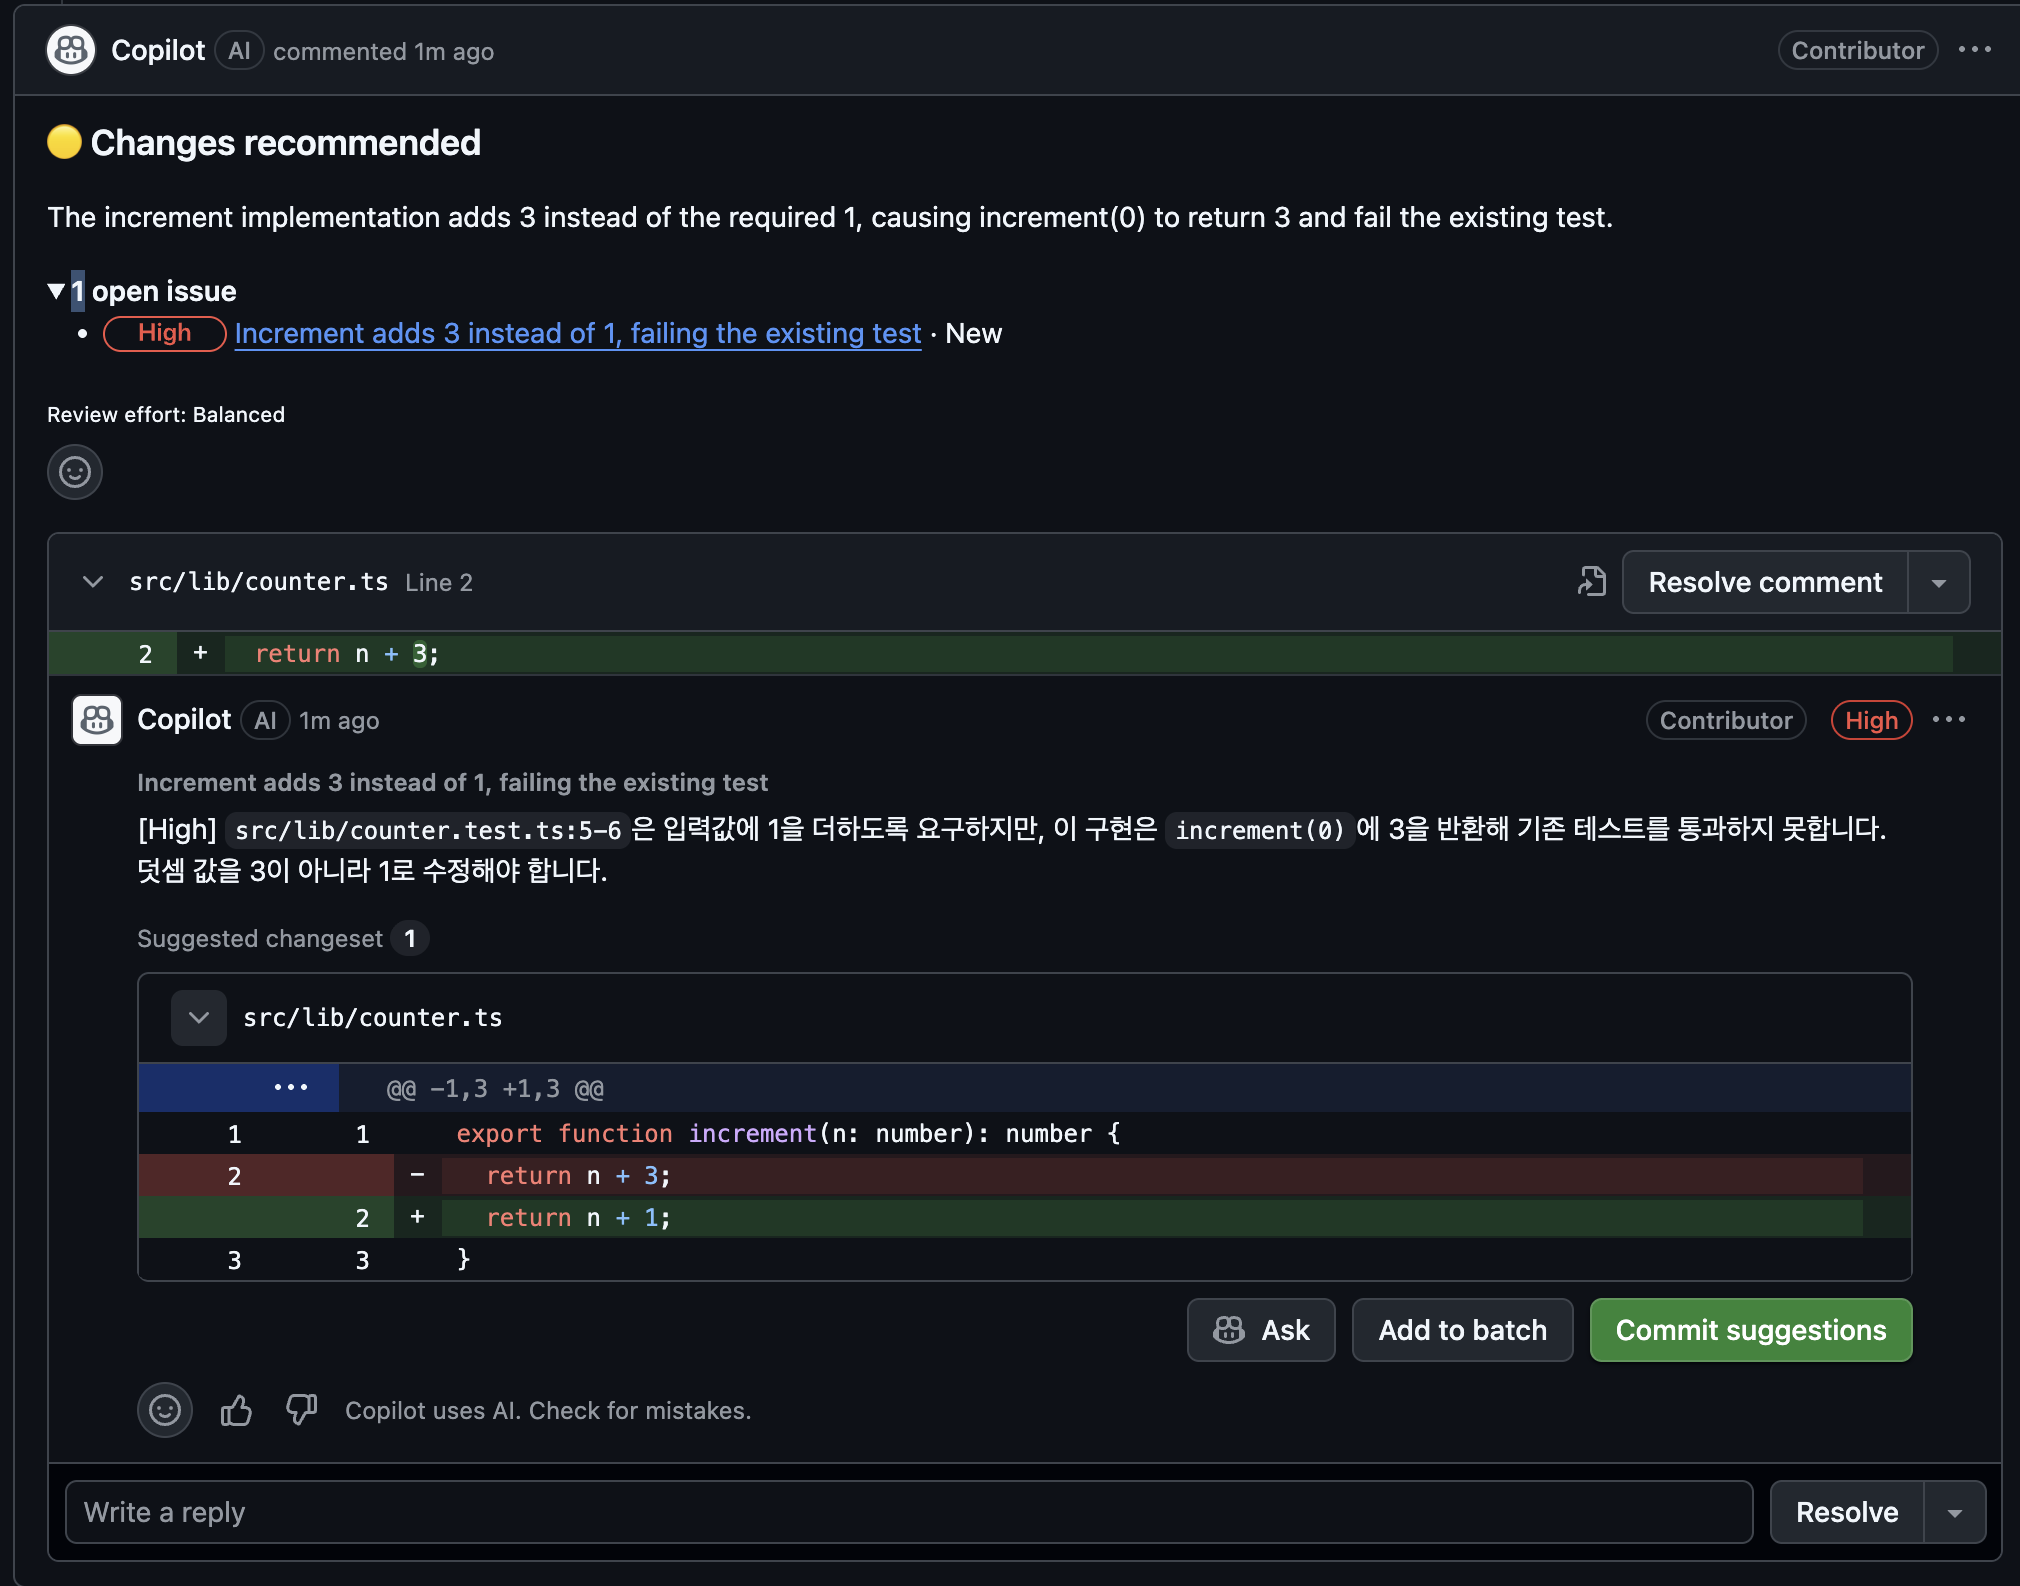 Copilot AI commented 1m ago Contributor
Changes recommended
The increment implementation adds 3 instead of the required 1, causing increment(0) to return 3 and fail the existing test.
1 open issue
• High Increment adds 3 instead of 1, failing the existing test · New
Review effort: Balanced
src/lib/counter.ts Line 2 Resolve comment
2 + return n + 3;
Copilot AI 1m ago Contributor High
Increment adds 3 instead of 1, failing the existing test
[High] src/lib/counter.test.ts:5-6 은 입력값에 1을 더하도록 요구하지만, 이 구현은 increment(0) 에 3을 반환해 기존 테스트를 통과하지 못합니다.
덧셈 값을 3이 아니라 1로 수정해야 합니다.
Suggested changeset 1
src/lib/counter.ts
@@ -1,3 +1,3 @@
1 1 export function increment(n: number): number {
2 - return n + 3;
2 + return n + 1;
3 3 }
Ask Add to batch Commit suggestions
Copilot uses AI. Check for mistakes.
Write a reply Resolve